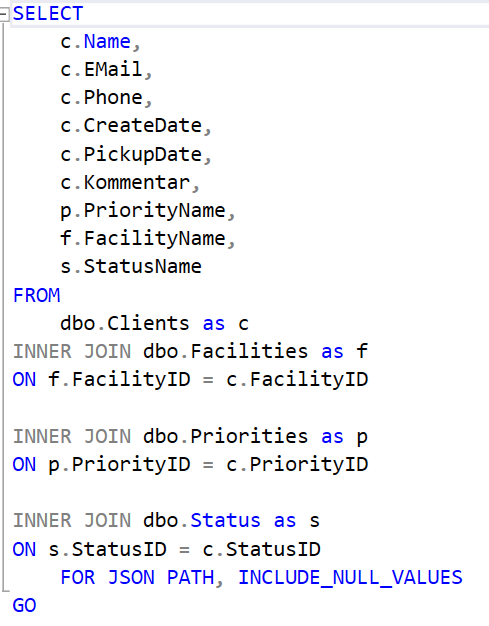 SELECT
    c.Name,
    c.EMail,
    c.Phone,
    c.CreateDate,
    c.PickupDate,
    c.Kommentar,
    p.PriorityName,
    f.FacilityName,
    s.StatusName
FROM
    dbo.Clients as c
INNER JOIN dbo.Facilities as f
ON f.FacilityID = c.FacilityID

INNER JOIN dbo.Priorities as p
ON p.PriorityID = c.PriorityID

INNER JOIN dbo.Status as s
ON s.StatusID = c.StatusID
    FOR JSON PATH, INCLUDE_NULL_VALUES
GO